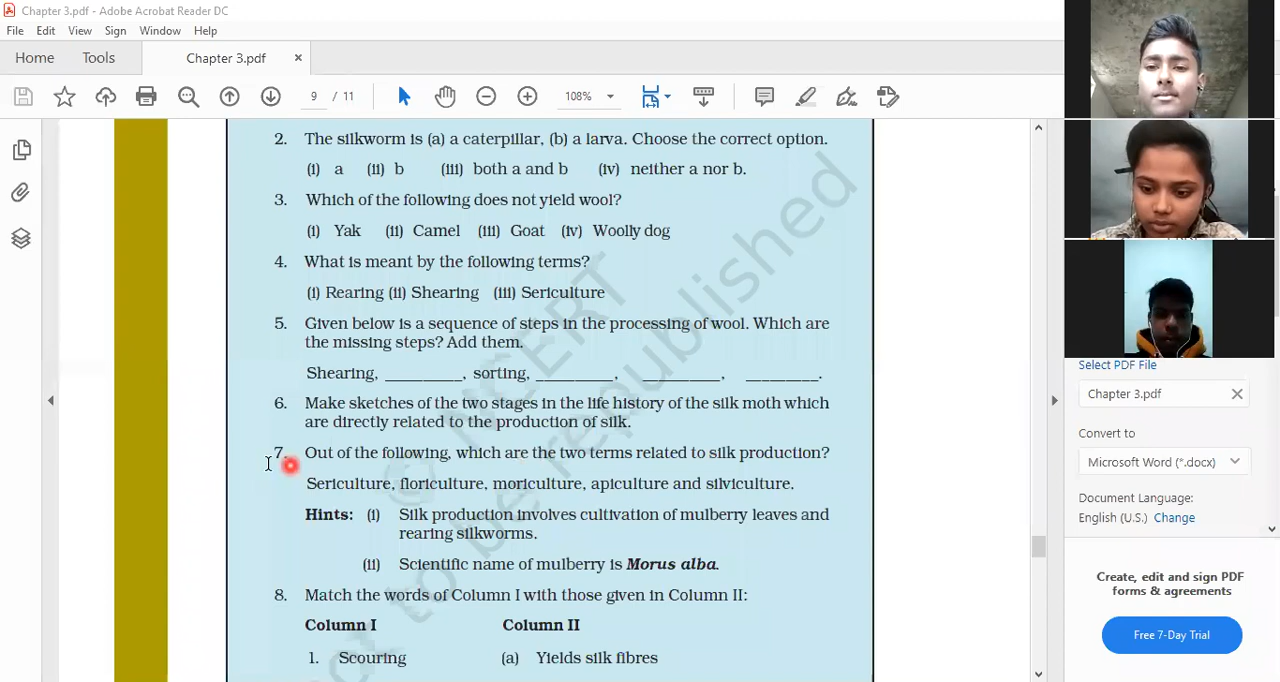 Chapter 3.pdf - Adobe Acrobat Reader DC
File Edit View Sign Window Help
Home Tools Chapter 3.pdf ×
9 / 11 108%
2. The silkworm is (a) a caterpillar, (b) a larva. Choose the correct option.
(i) a (ii) b (iii) both a and b (iv) neither a nor b.
3. Which of the following does not yield wool?
(i) Yak (ii) Camel (iii) Goat (iv) Woolly dog
4. What is meant by the following terms?
(i) Rearing (ii) Shearing (iii) Sericulture
5. Given below is a sequence of steps in the processing of wool. Which are
the missing steps? Add them.
Shearing, _________, sorting, _________, _________, _________.
6. Make sketches of the two stages in the life history of the silk moth which
are directly related to the production of silk.
7. Out of the following, which are the two terms related to silk production?
Sericulture, floriculture, moriculture, apiculture and silviculture.
Hints: (i) Silk production involves cultivation of mulberry leaves and
rearing silkworms.
(ii) Scientific name of mulberry is Morus alba.
8. Match the words of Column I with those given in Column II:
Column I Column II
1. Scouring (a) Yields silk fibres
© NCERT
not to be republished
Select PDF File
Chapter 3.pdf
Convert to
Microsoft Word (*.docx)
Document Language:
English (U.S.) Change
Create, edit and sign PDF
forms & agreements
Free 7-Day Trial